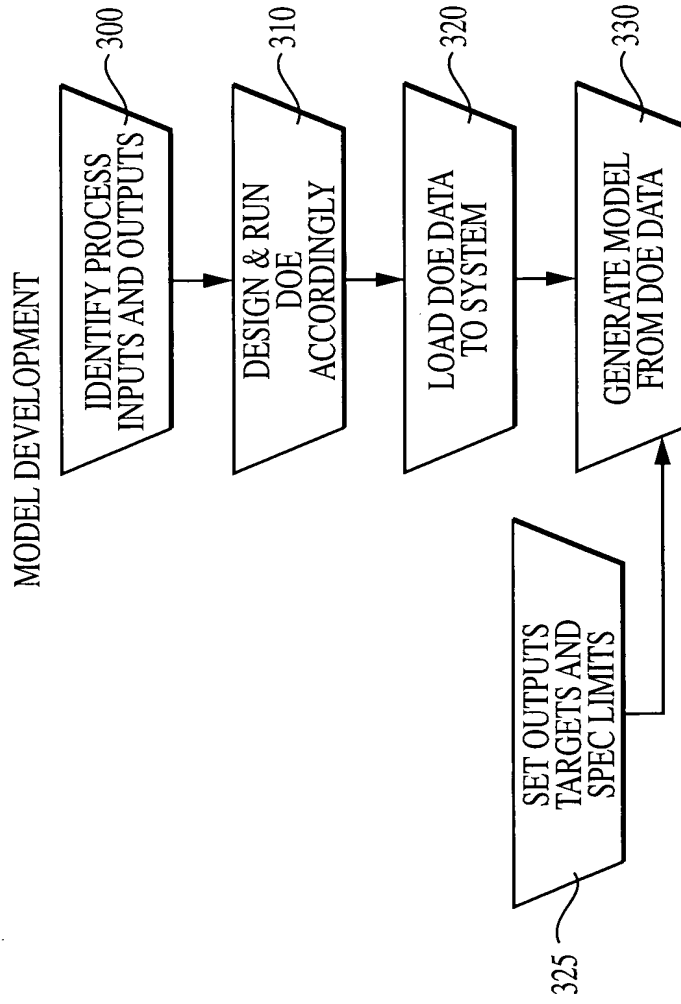 MODEL DEVELOPMENT
300
IDENTIFY PROCESS
INPUTS AND OUTPUTS
310
DESIGN & RUN
DOE
ACCORDINGLY
320
LOAD DOE DATA
TO SYSTEM
325
SET OUTPUTS
TARGETS AND
SPEC LIMITS
330
GENERATE MODEL
FROM DOE DATA